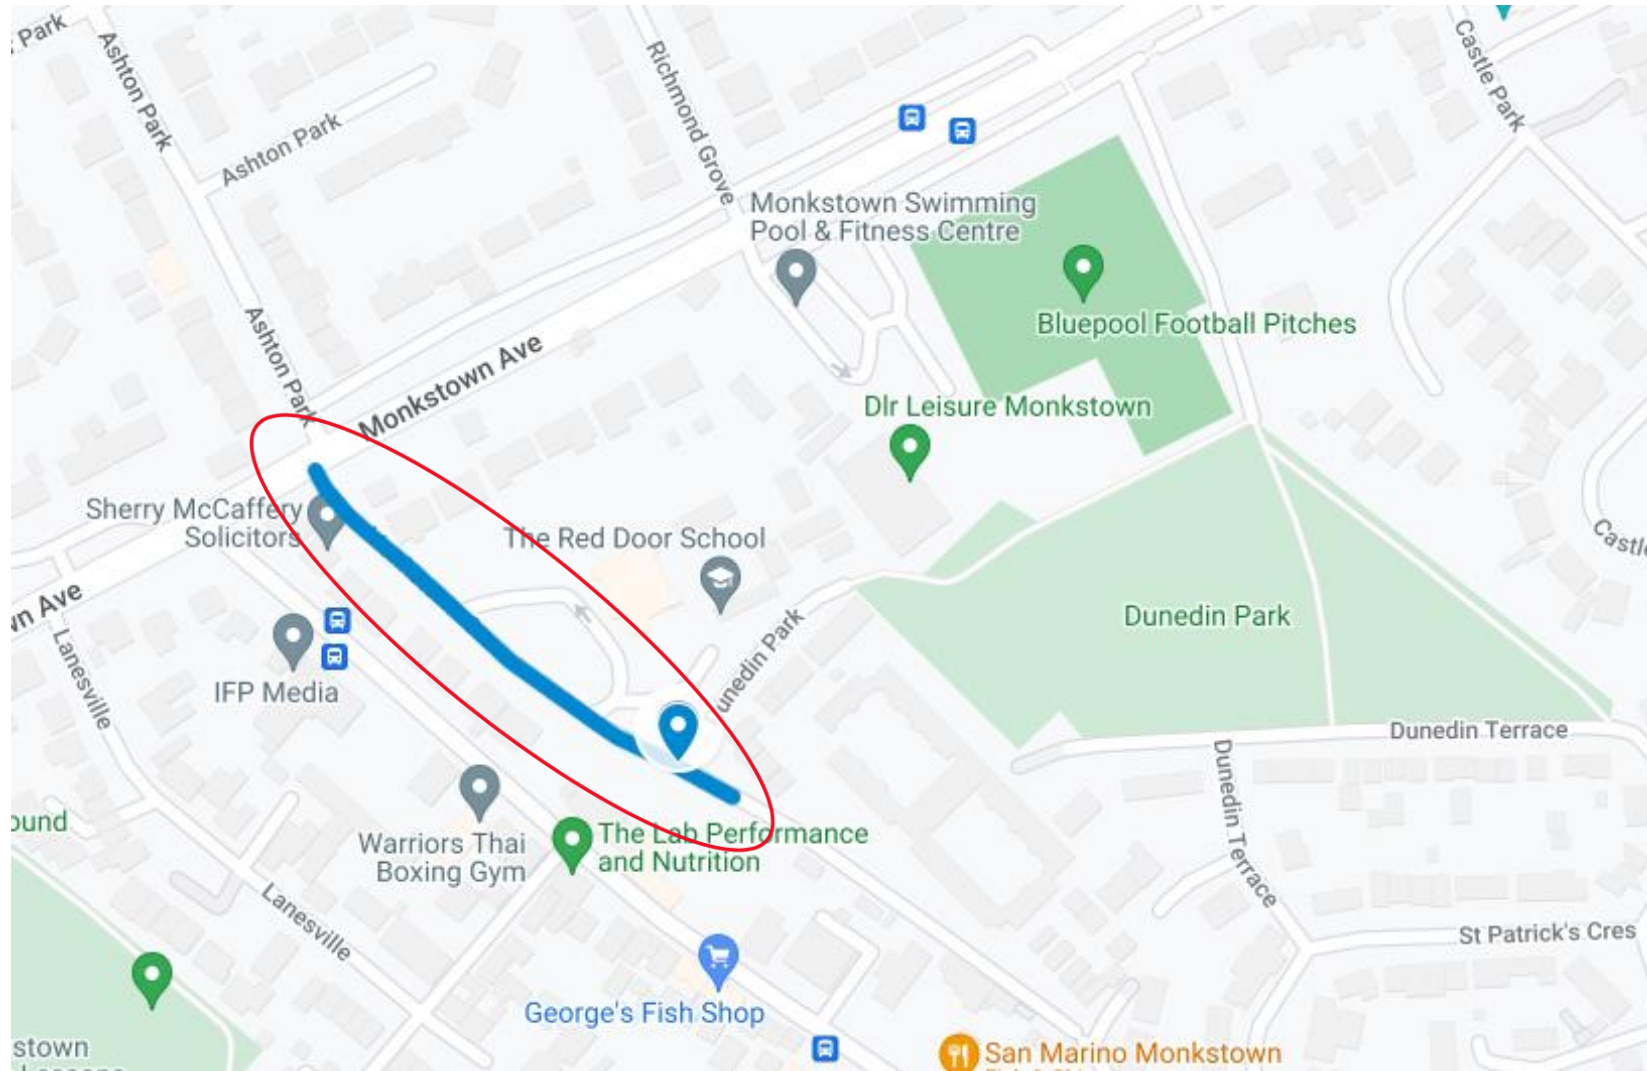 Park
Ashton Park
Ashton Park
Richmond Grove
Castle Park
Monkstown Swimming
Pool & Fitness Centre
Bluepool Football Pitches
Ashton Park
Monkstown Ave
Dlr Leisure Monkstown
Sherry McCaffery
Solicitors
The Red Door School
Castle
wn Ave
Lanesville
IFP Media
unedin Park
Dunedin Park
Dunedin Terrace
Dunedin Terrace
ound
Warriors Thai
Boxing Gym
The Lab Performance
and Nutrition
Lanesville
St Patrick's Cres
George's Fish Shop
stown
San Marino Monkstown